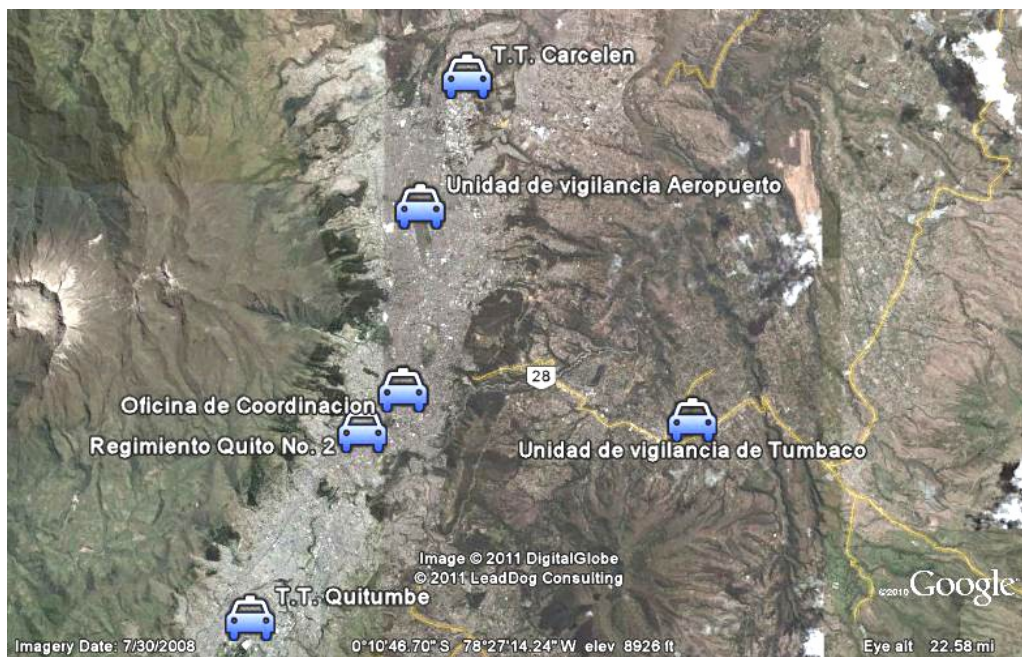 T.T. Carcelen
Unidad de vigilancia Aeropuerto
28
Oficina de Coordinacion
Regimiento Quito No. 2
Unidad de vigilancia de Tumbaco
Image © 2011 DigitalGlobe
© 2011 LeadDog Consulting
T.T. Quitumbe
©2010 Google
Imagery Date: 7/30/2008 0°10'46.70" S 78°27'14.24" W elev 8926 ft Eye alt 22.58 mi